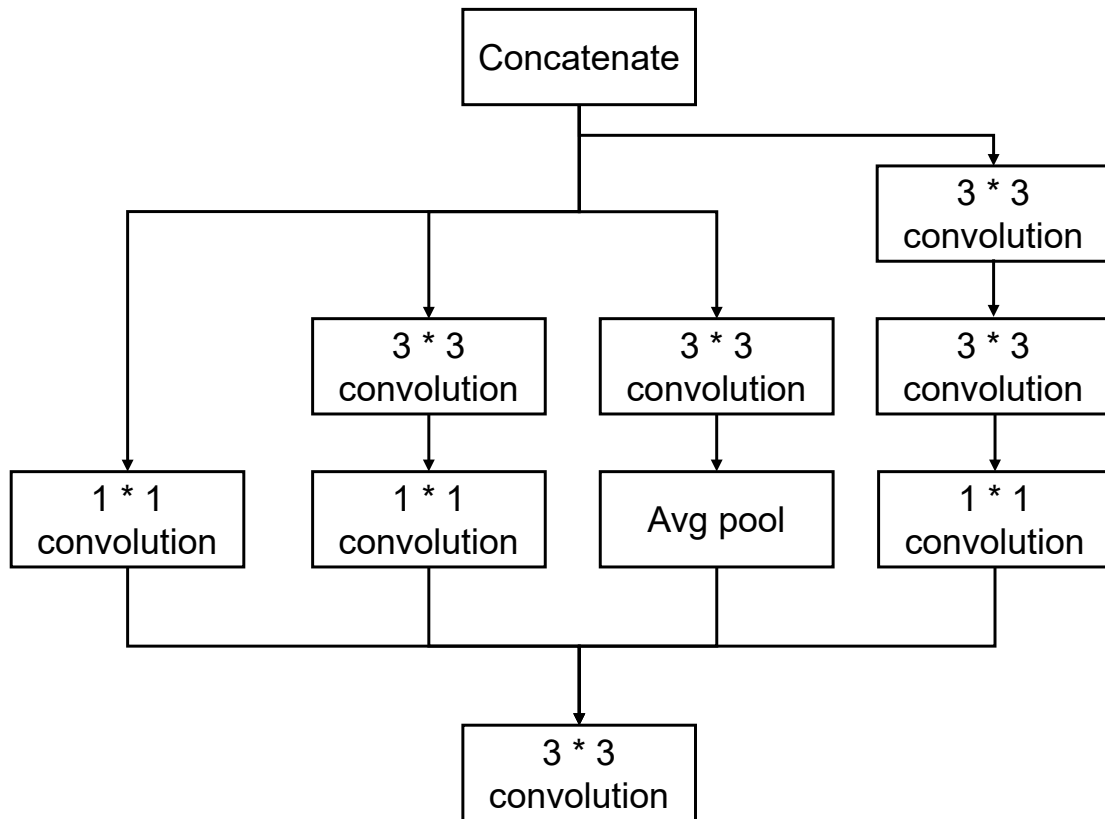 Concatenate
3 * 3
convolution
3 * 3
convolution
3 * 3
convolution
3 * 3
convolution
1 * 1
convolution
1 * 1
convolution
Avg pool
1 * 1
convolution
3 * 3
convolution